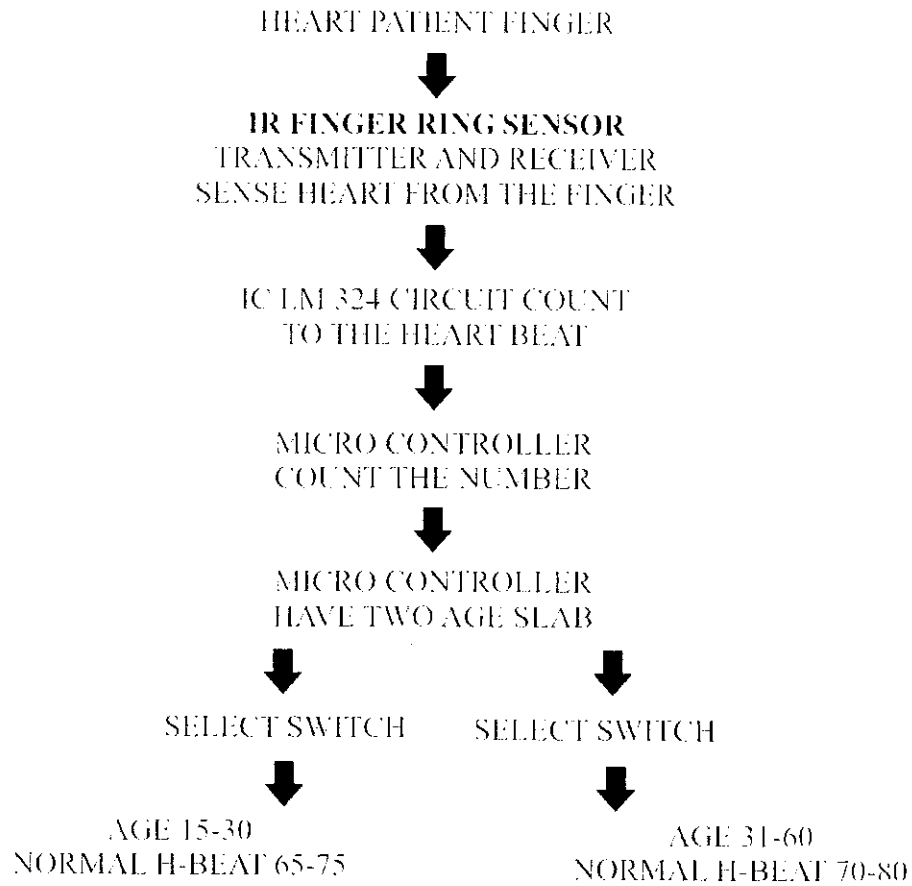 HEART PATIENT FINGER
IR FINGER RING SENSOR
TRANSMITTER AND RECEIVER
SENSE HEART FROM THE FINGER
IC LM 324 CIRCUIT COUNT
TO THE HEART BEAT
MICRO CONTROLLER
COUNT THE NUMBER
MICRO CONTROLLER
HAVE TWO AGE SLAB
SELECT SWITCH
SELECT SWITCH
AGE 15-30
NORMAL H-BEAT 65-75
AGE 31-60
NORMAL H-BEAT 70-80